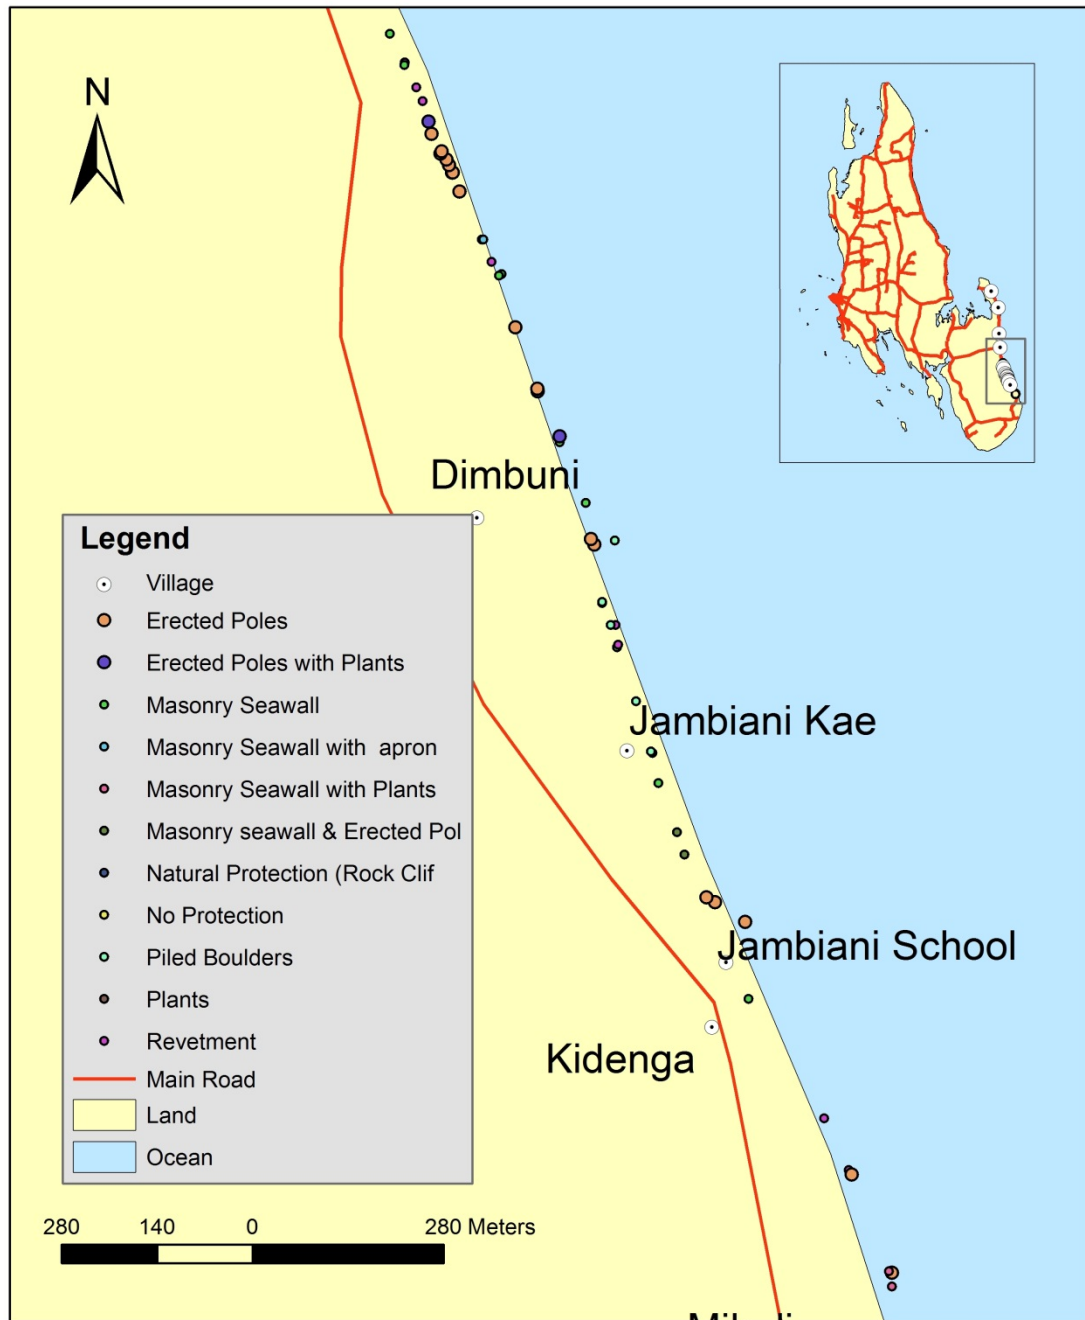 N
Dimbuni
Legend
Village
Erected Poles
Erected Poles with Plants
Masonry Seawall
Masonry Seawall with  apron
Masonry Seawall with Plants
Masonry seawall & Erected Pol
Natural Protection (Rock Clif
No Protection
Piled Boulders
Plants
Revetment
Main Road
Land
Ocean
Jambiani Kae
Jambiani School
Kidenga
280 140 0 280 Meters